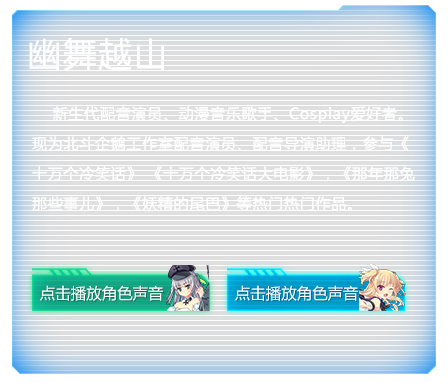 幽舞越山
新生代配音演员、动漫音乐歌手、Cosplay爱好者。
现为北斗企鹅工作室配音演员、配音导演助理，参与《
十万个冷笑话》、《十万个冷笑话大电影》、《那年那兔
那些事儿》、《妖精的尾巴》等热门热门作品。
点击播放角色声音 点击播放角色声音